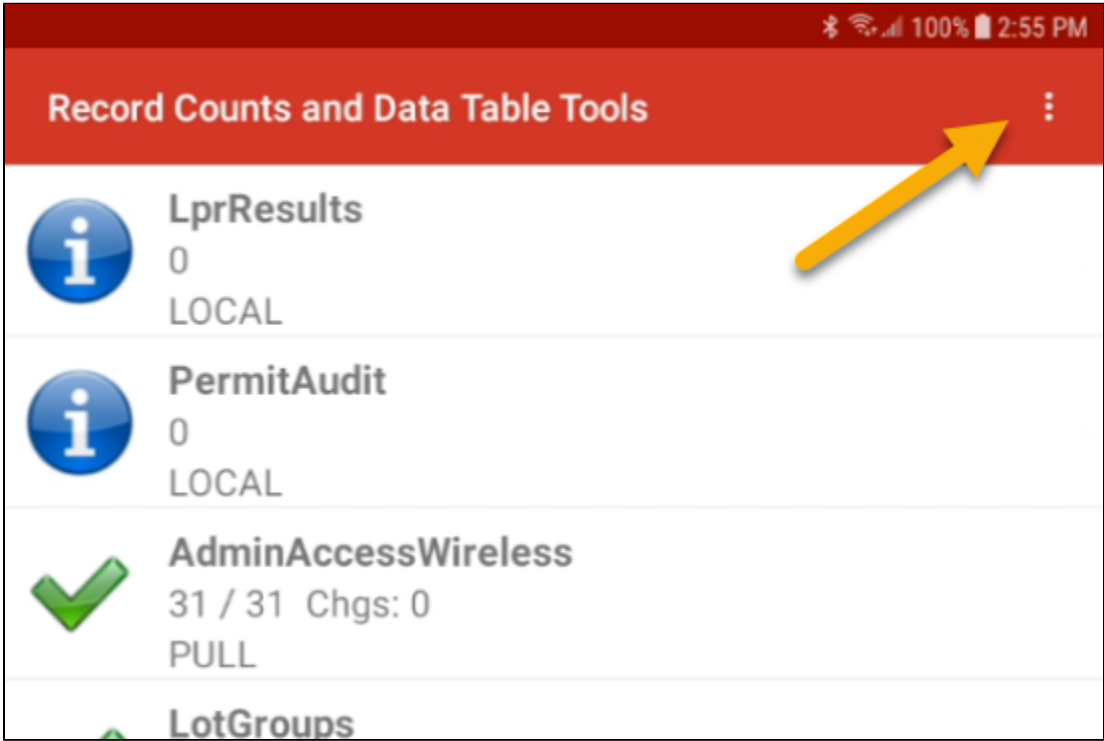 100% 2:55 PM
Record Counts and Data Table Tools
LprResults
0
LOCAL
PermitAudit
0
LOCAL
AdminAccessWireless
31 / 31 Chgs: 0
PULL
LotGroups